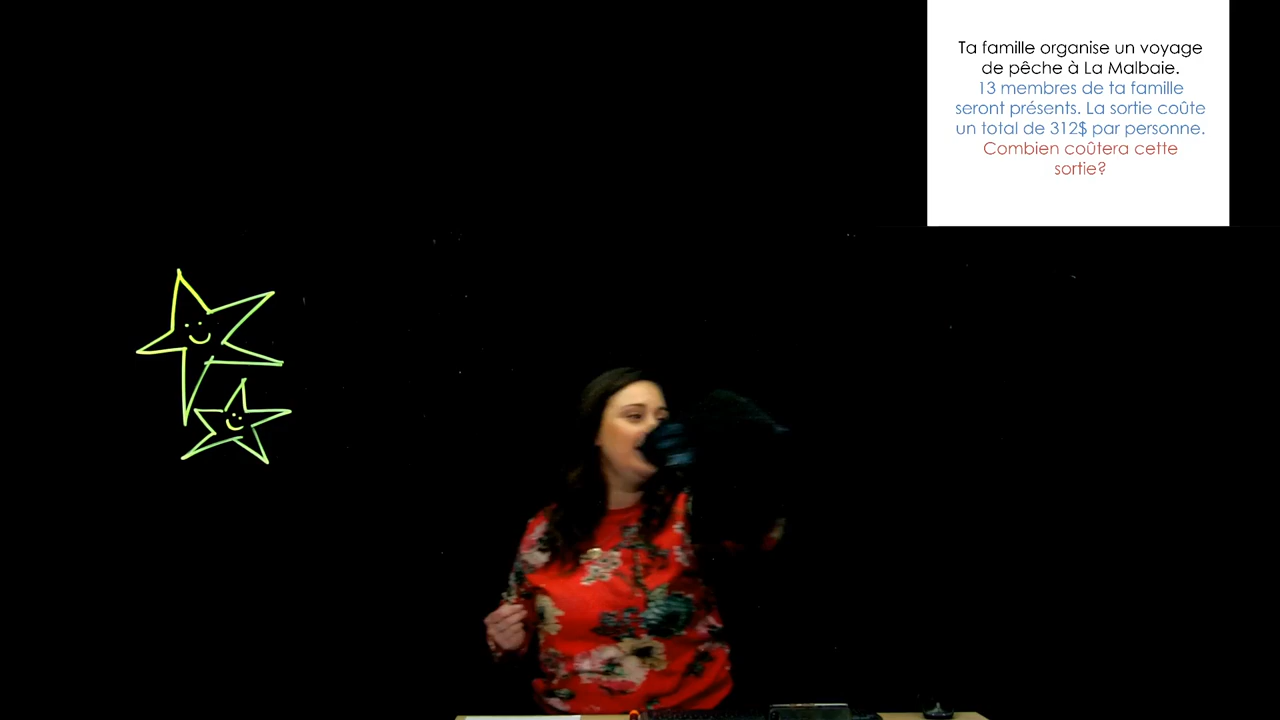 Ta famille organise un voyage
de pêche à La Malbaie.
13 membres de ta famille
seront présents. La sortie coûte
un total de 312$ par personne.
Combien coûtera cette
sortie?